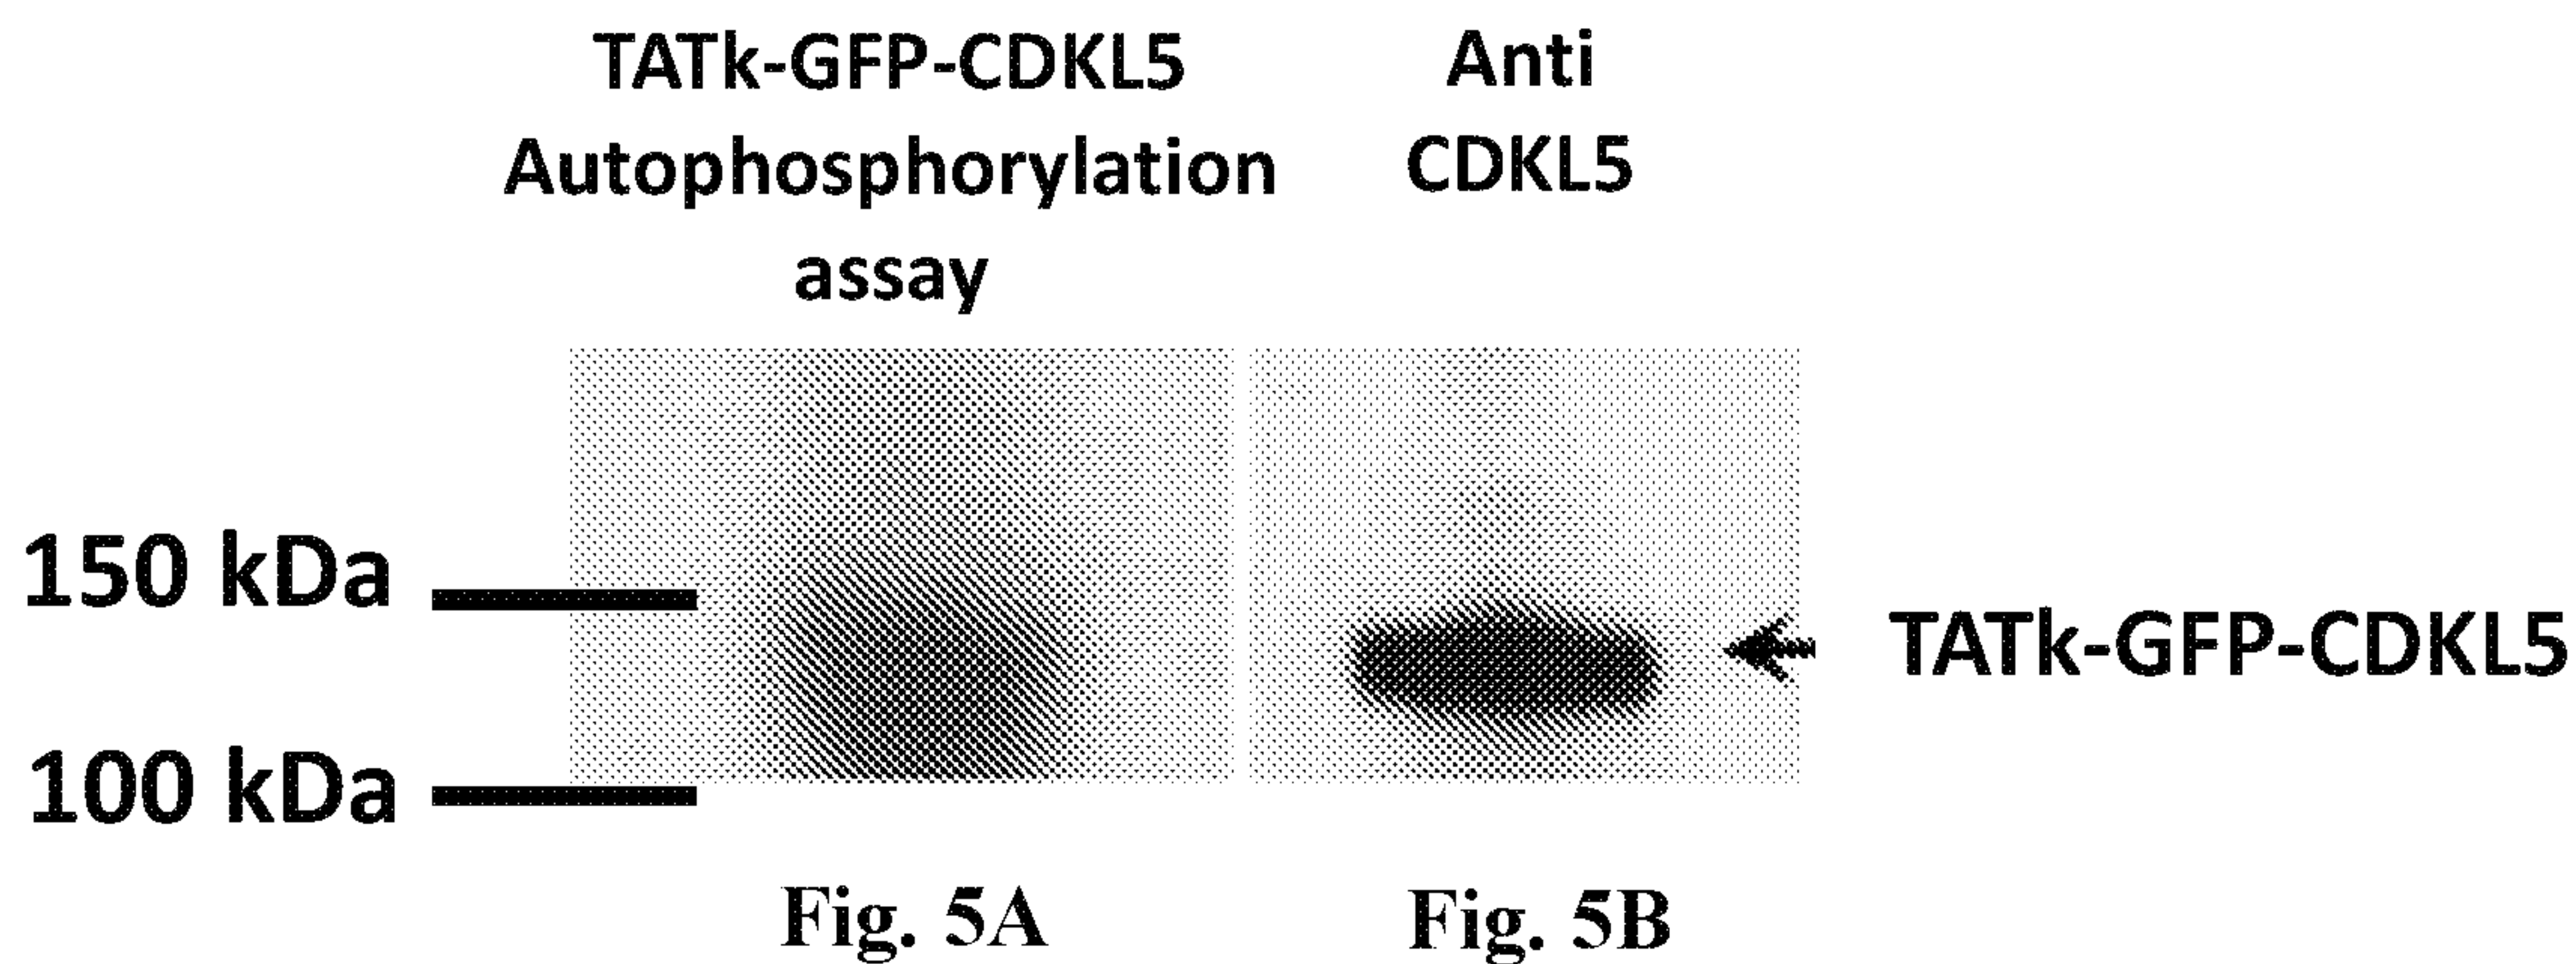 TATk-GFP-CDKL5
Autophosphorylation
assay
Anti
CDKL5
150 kDa
TATk-GFP-CDKL5
100 kDa
Fig. 5A
Fig. 5B